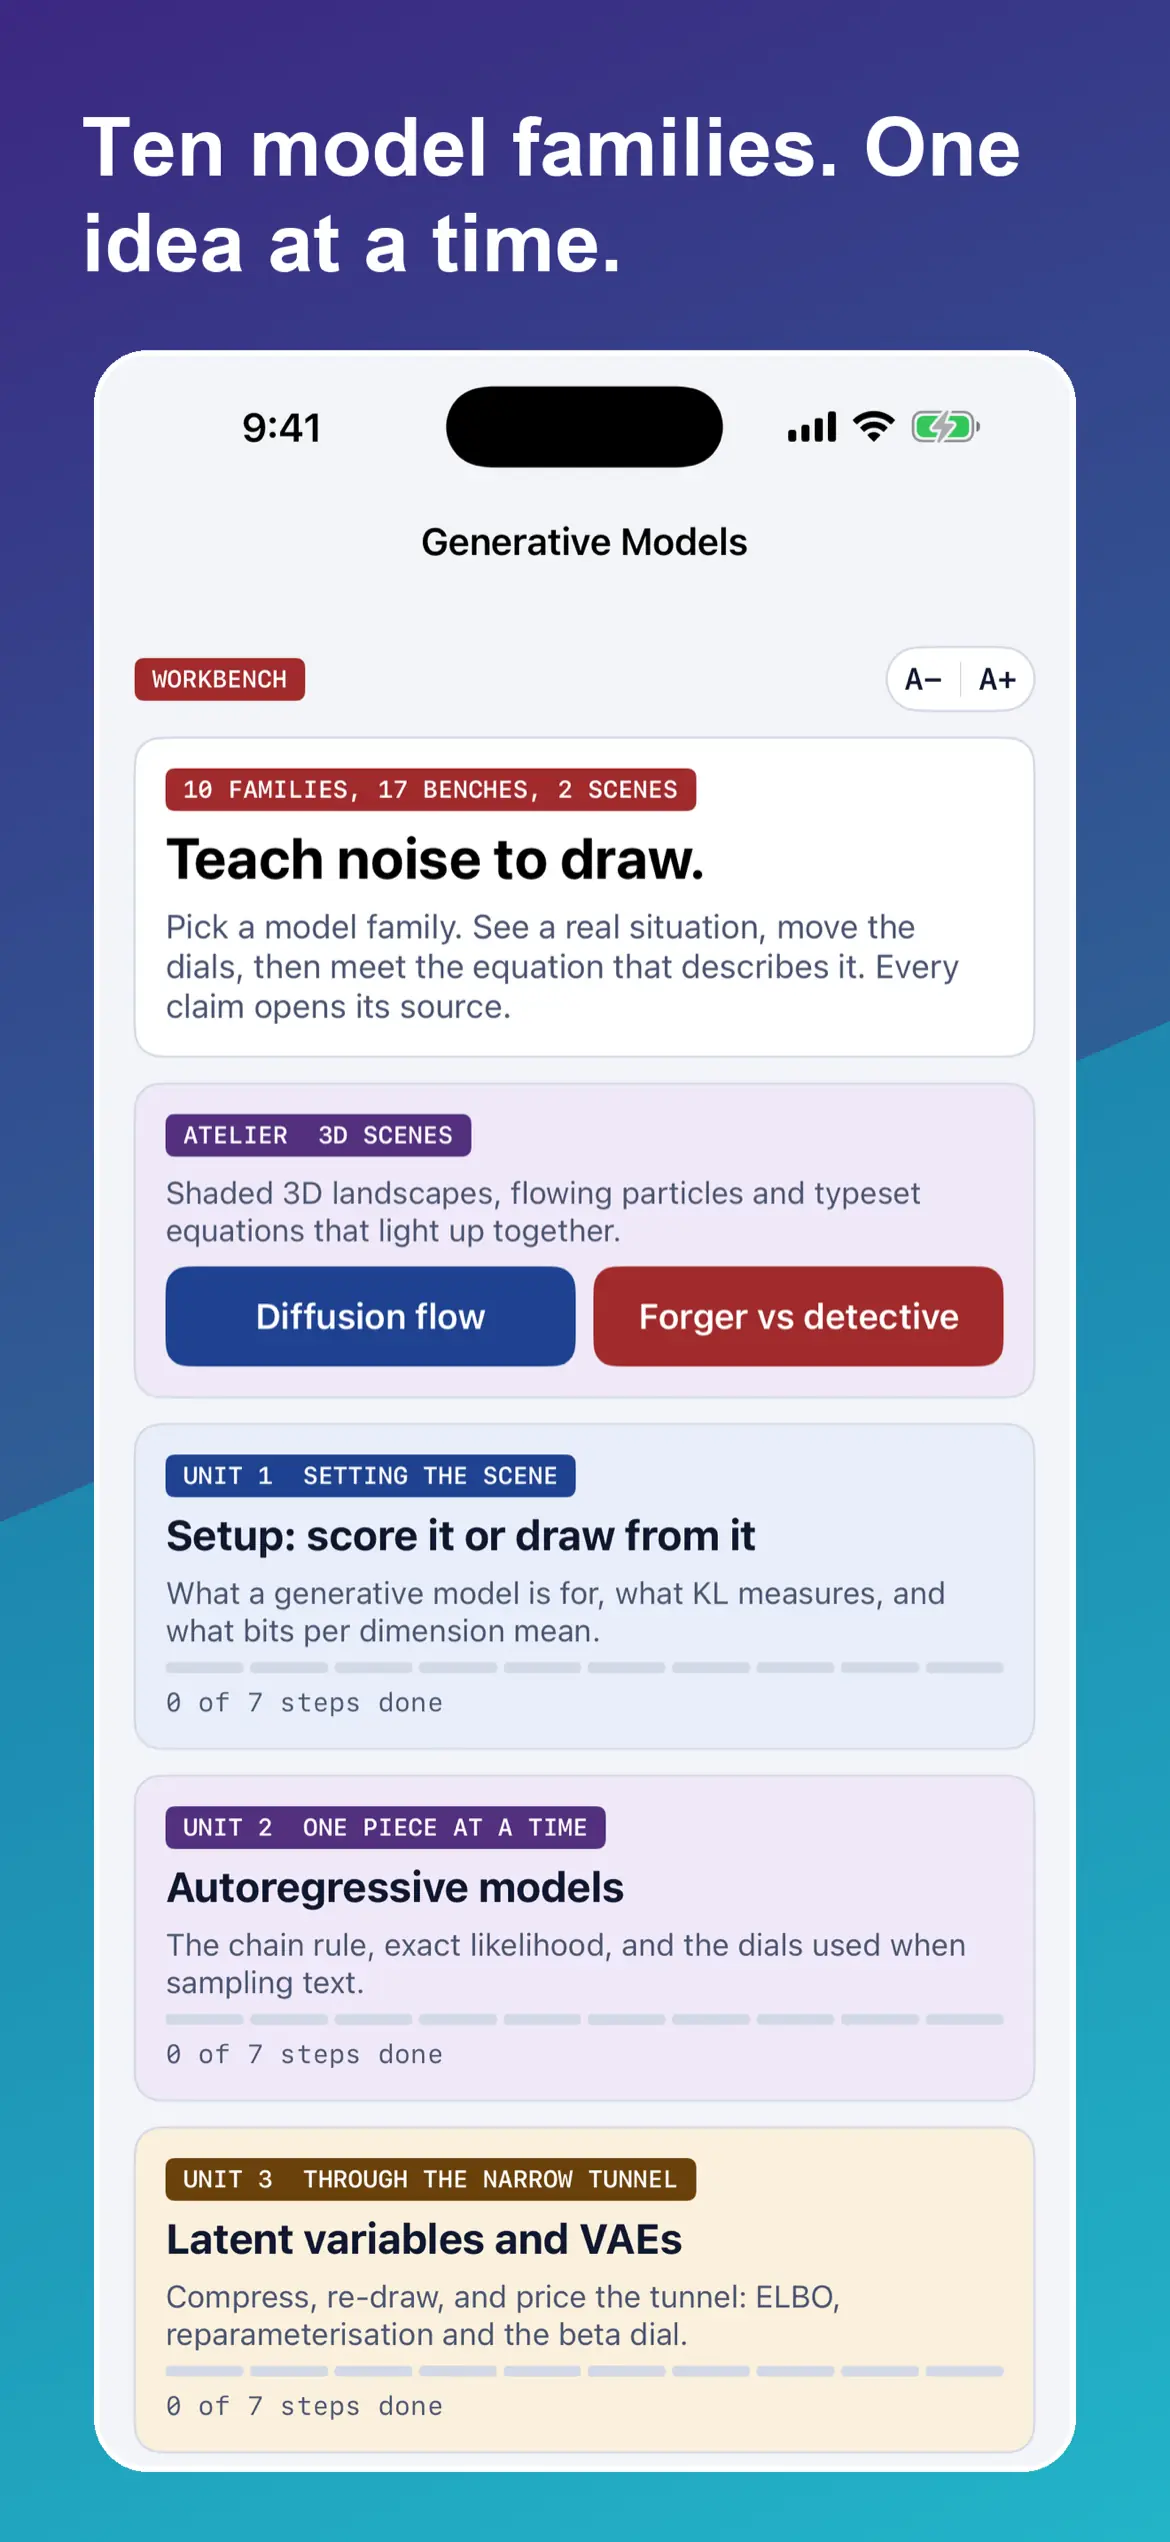 Ten model families. One
idea at a time.
9:41
Generative Models
WORKBENCH
A− A+
10 FAMILIES, 17 BENCHES, 2 SCENES
Teach noise to draw.
Pick a model family. See a real situation, move the
dials, then meet the equation that describes it. Every
claim opens its source.
ATELIER 3D SCENES
Shaded 3D landscapes, flowing particles and typeset
equations that light up together.
Diffusion flow
Forger vs detective
UNIT 1 SETTING THE SCENE
Setup: score it or draw from it
What a generative model is for, what KL measures, and
what bits per dimension mean.
0 of 7 steps done
UNIT 2 ONE PIECE AT A TIME
Autoregressive models
The chain rule, exact likelihood, and the dials used when
sampling text.
0 of 7 steps done
UNIT 3 THROUGH THE NARROW TUNNEL
Latent variables and VAEs
Compress, re-draw, and price the tunnel: ELBO,
reparameterisation and the beta dial.
0 of 7 steps done